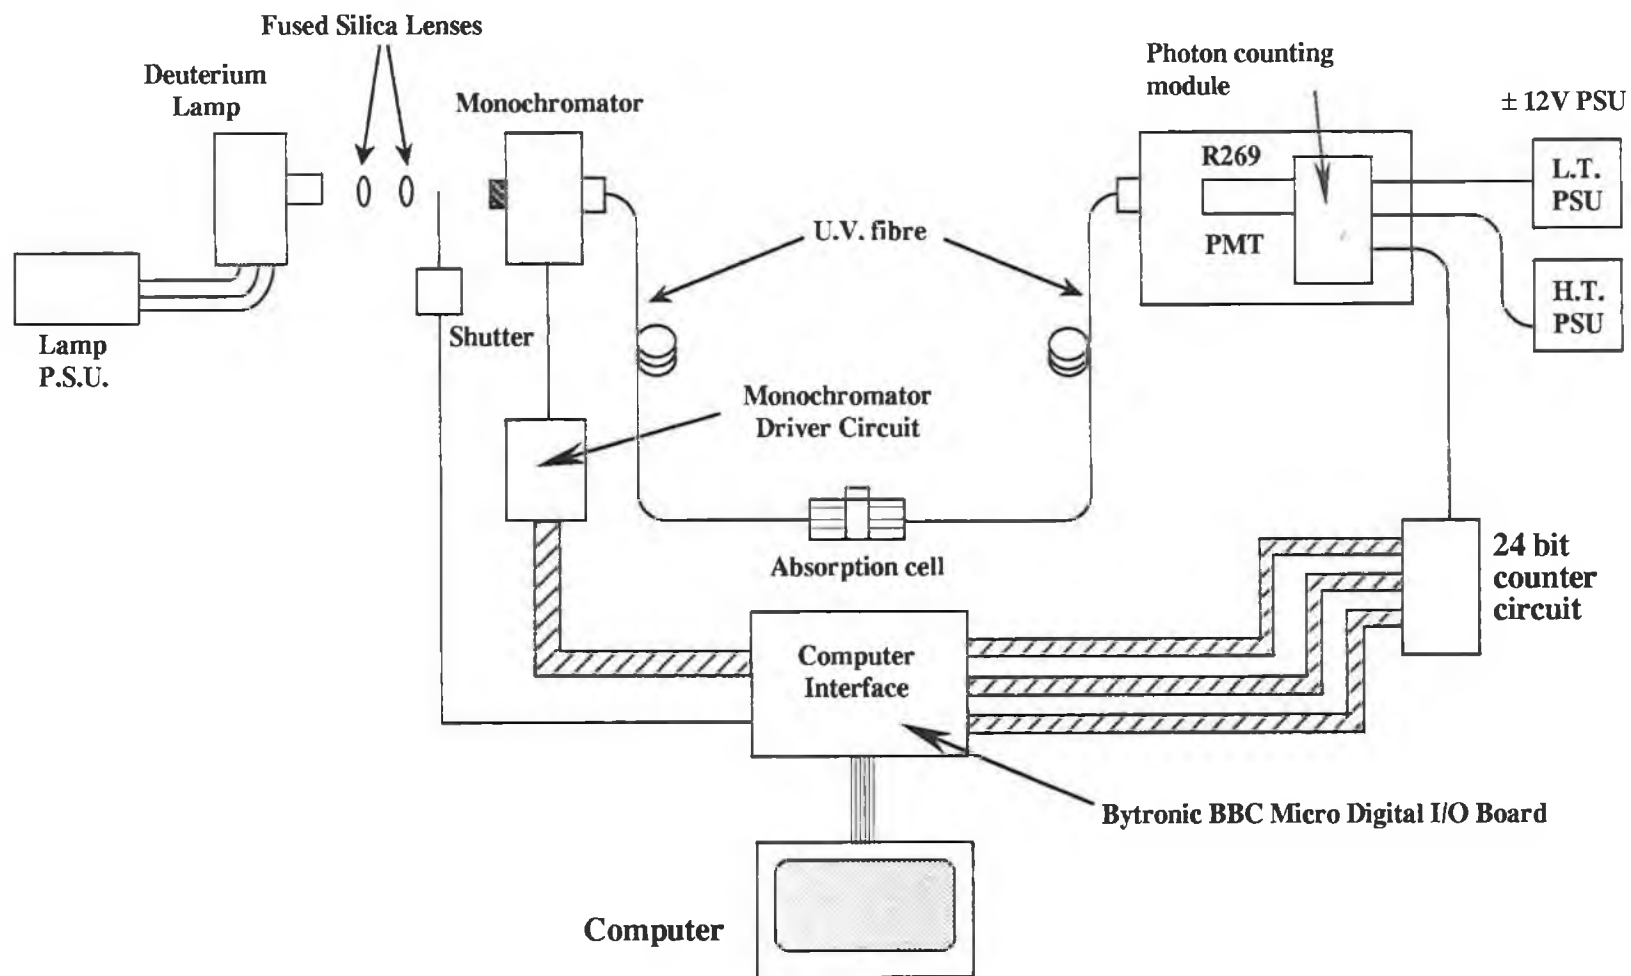 Fused Silica Lenses
Deuterium
Lamp
Monochromator
Photon counting
module
± 12V PSU
R269
PMT
L.T.
PSU
H.T.
PSU
U.V. fibre
Lamp
P.S.U.
Shutter
Monochromator
Driver Circuit
Absorption cell
24 bit
counter
circuit
Computer
Interface
Bytronic BBC Micro Digital I/O Board
Computer